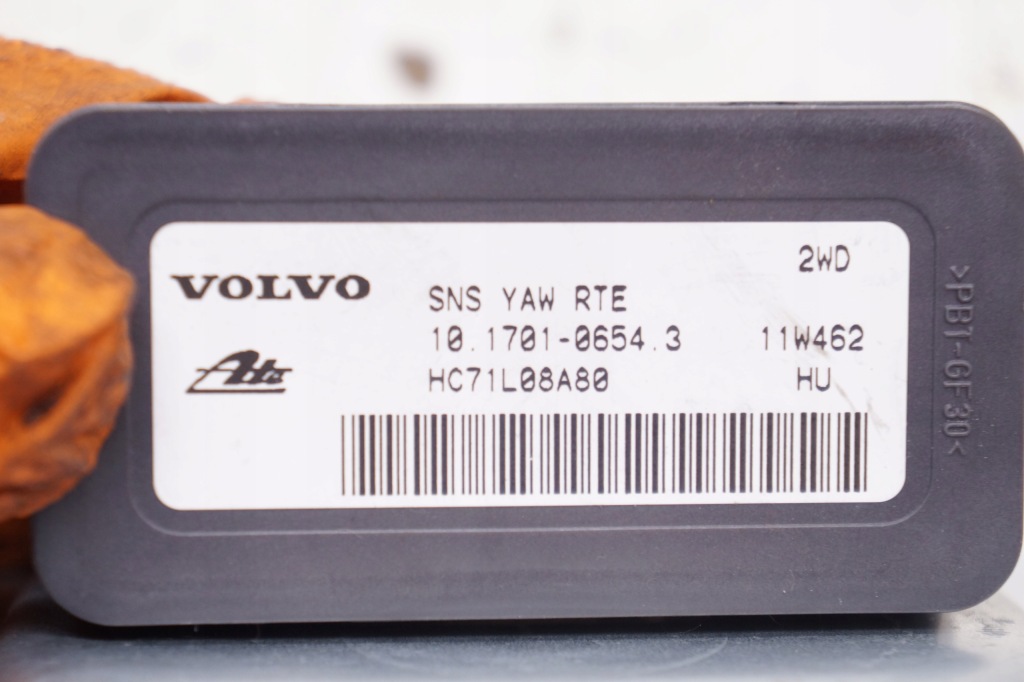 2WD
VOLVO
SNS YAW RTE
10.1701-0654.3 11W462
Ate
HC71L08A80 HU
>PBT-GF30<